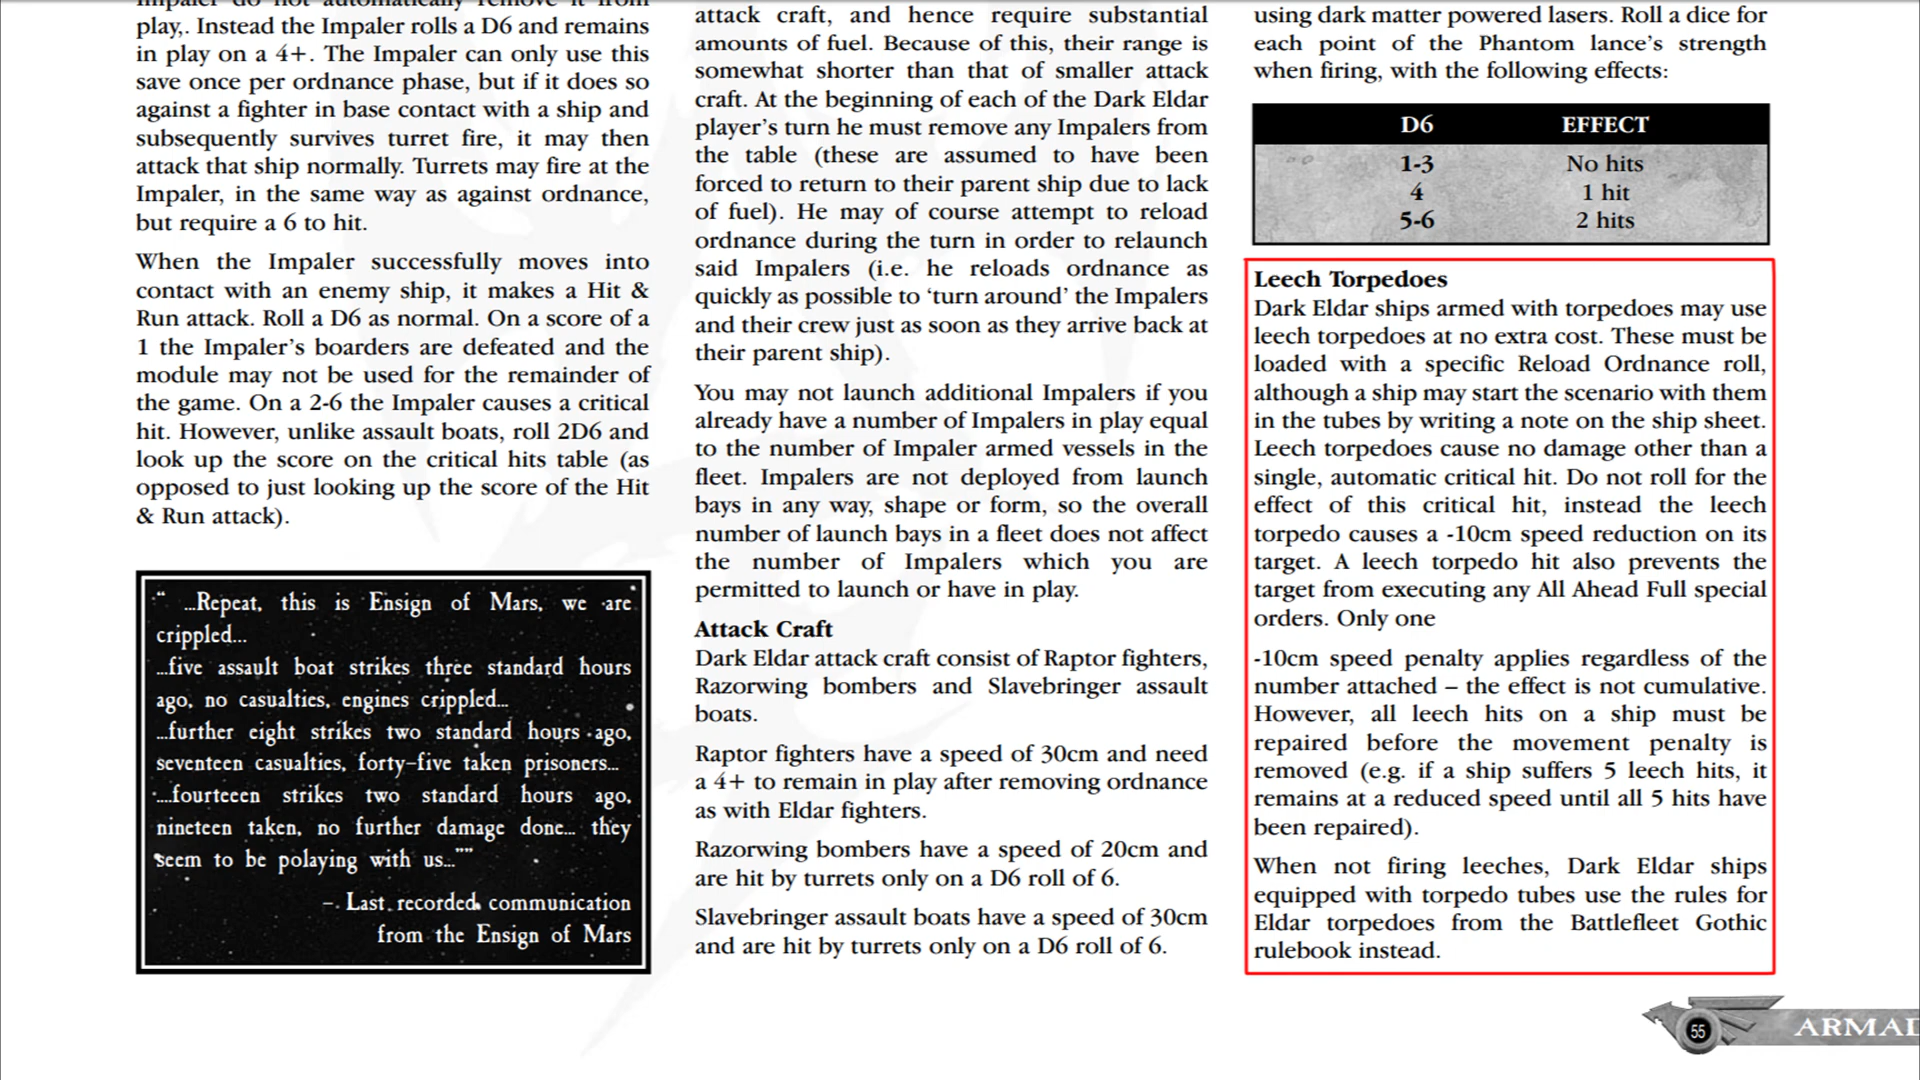 Impaler do not automatically remove it from
play,. Instead the Impaler rolls a D6 and remains
in play on a 4+. The Impaler can only use this
save once per ordnance phase, but if it does so
against a fighter in base contact with a ship and
subsequently survives turret fire, it may then
attack that ship normally. Turrets may fire at the
Impaler, in the same way as against ordnance,
but require a 6 to hit.
When the Impaler successfully moves into
contact with an enemy ship, it makes a Hit &
Run attack. Roll a D6 as normal. On a score of a
1 the Impaler's boarders are defeated and the
module may not be used for the remainder of
the game. On a 2-6 the Impaler causes a critical
hit. However, unlike assault boats, roll 2D6 and
look up the score on the critical hits table (as
opposed to just looking up the score of the Hit
& Run attack).
“ ...Repeat, this is Ensign of Mars, we are
crippled...
...five assault boat strikes three standard hours
ago, no casualties, engines crippled...
...further eight strikes two standard hours ago,
seventeen casualties, forty-five taken prisoners...
....fourteeen strikes two standard hours ago,
nineteen taken, no further damage done... they
seem to be polaying with us...””
– Last recorded communication
from the Ensign of Mars
attack craft, and hence require substantial
amounts of fuel. Because of this, their range is
somewhat shorter than that of smaller attack
craft. At the beginning of each of the Dark Eldar
player's turn he must remove any Impalers from
the table (these are assumed to have been
forced to return to their parent ship due to lack
of fuel). He may of course attempt to reload
ordnance during the turn in order to relaunch
said Impalers (i.e. he reloads ordnance as
quickly as possible to ‘turn around’ the Impalers
and their crew just as soon as they arrive back at
their parent ship).
You may not launch additional Impalers if you
already have a number of Impalers in play equal
to the number of Impaler armed vessels in the
fleet. Impalers are not deployed from launch
bays in any way, shape or form, so the overall
number of launch bays in a fleet does not affect
the number of Impalers which you are
permitted to launch or have in play.
Attack Craft
Dark Eldar attack craft consist of Raptor fighters,
Razorwing bombers and Slavebringer assault
boats.
Raptor fighters have a speed of 30cm and need
a 4+ to remain in play after removing ordnance
as with Eldar fighters.
Razorwing bombers have a speed of 20cm and
are hit by turrets only on a D6 roll of 6.
Slavebringer assault boats have a speed of 30cm
and are hit by turrets only on a D6 roll of 6.
using dark matter powered lasers. Roll a dice for
each point of the Phantom lance's strength
when firing, with the following effects:
D6 EFFECT
1-3 No hits
4 1 hit
5-6 2 hits
Leech Torpedoes
Dark Eldar ships armed with torpedoes may use
leech torpedoes at no extra cost. These must be
loaded with a specific Reload Ordnance roll,
although a ship may start the scenario with them
in the tubes by writing a note on the ship sheet.
Leech torpedoes cause no damage other than a
single, automatic critical hit. Do not roll for the
effect of this critical hit, instead the leech
torpedo causes a -10cm speed reduction on its
target. A leech torpedo hit also prevents the
target from executing any All Ahead Full special
orders. Only one
-10cm speed penalty applies regardless of the
number attached – the effect is not cumulative.
However, all leech hits on a ship must be
repaired before the movement penalty is
removed (e.g. if a ship suffers 5 leech hits, it
remains at a reduced speed until all 5 hits have
been repaired).
When not firing leeches, Dark Eldar ships
equipped with torpedo tubes use the rules for
Eldar torpedoes from the Battlefleet Gothic
rulebook instead.
55
ARMAD